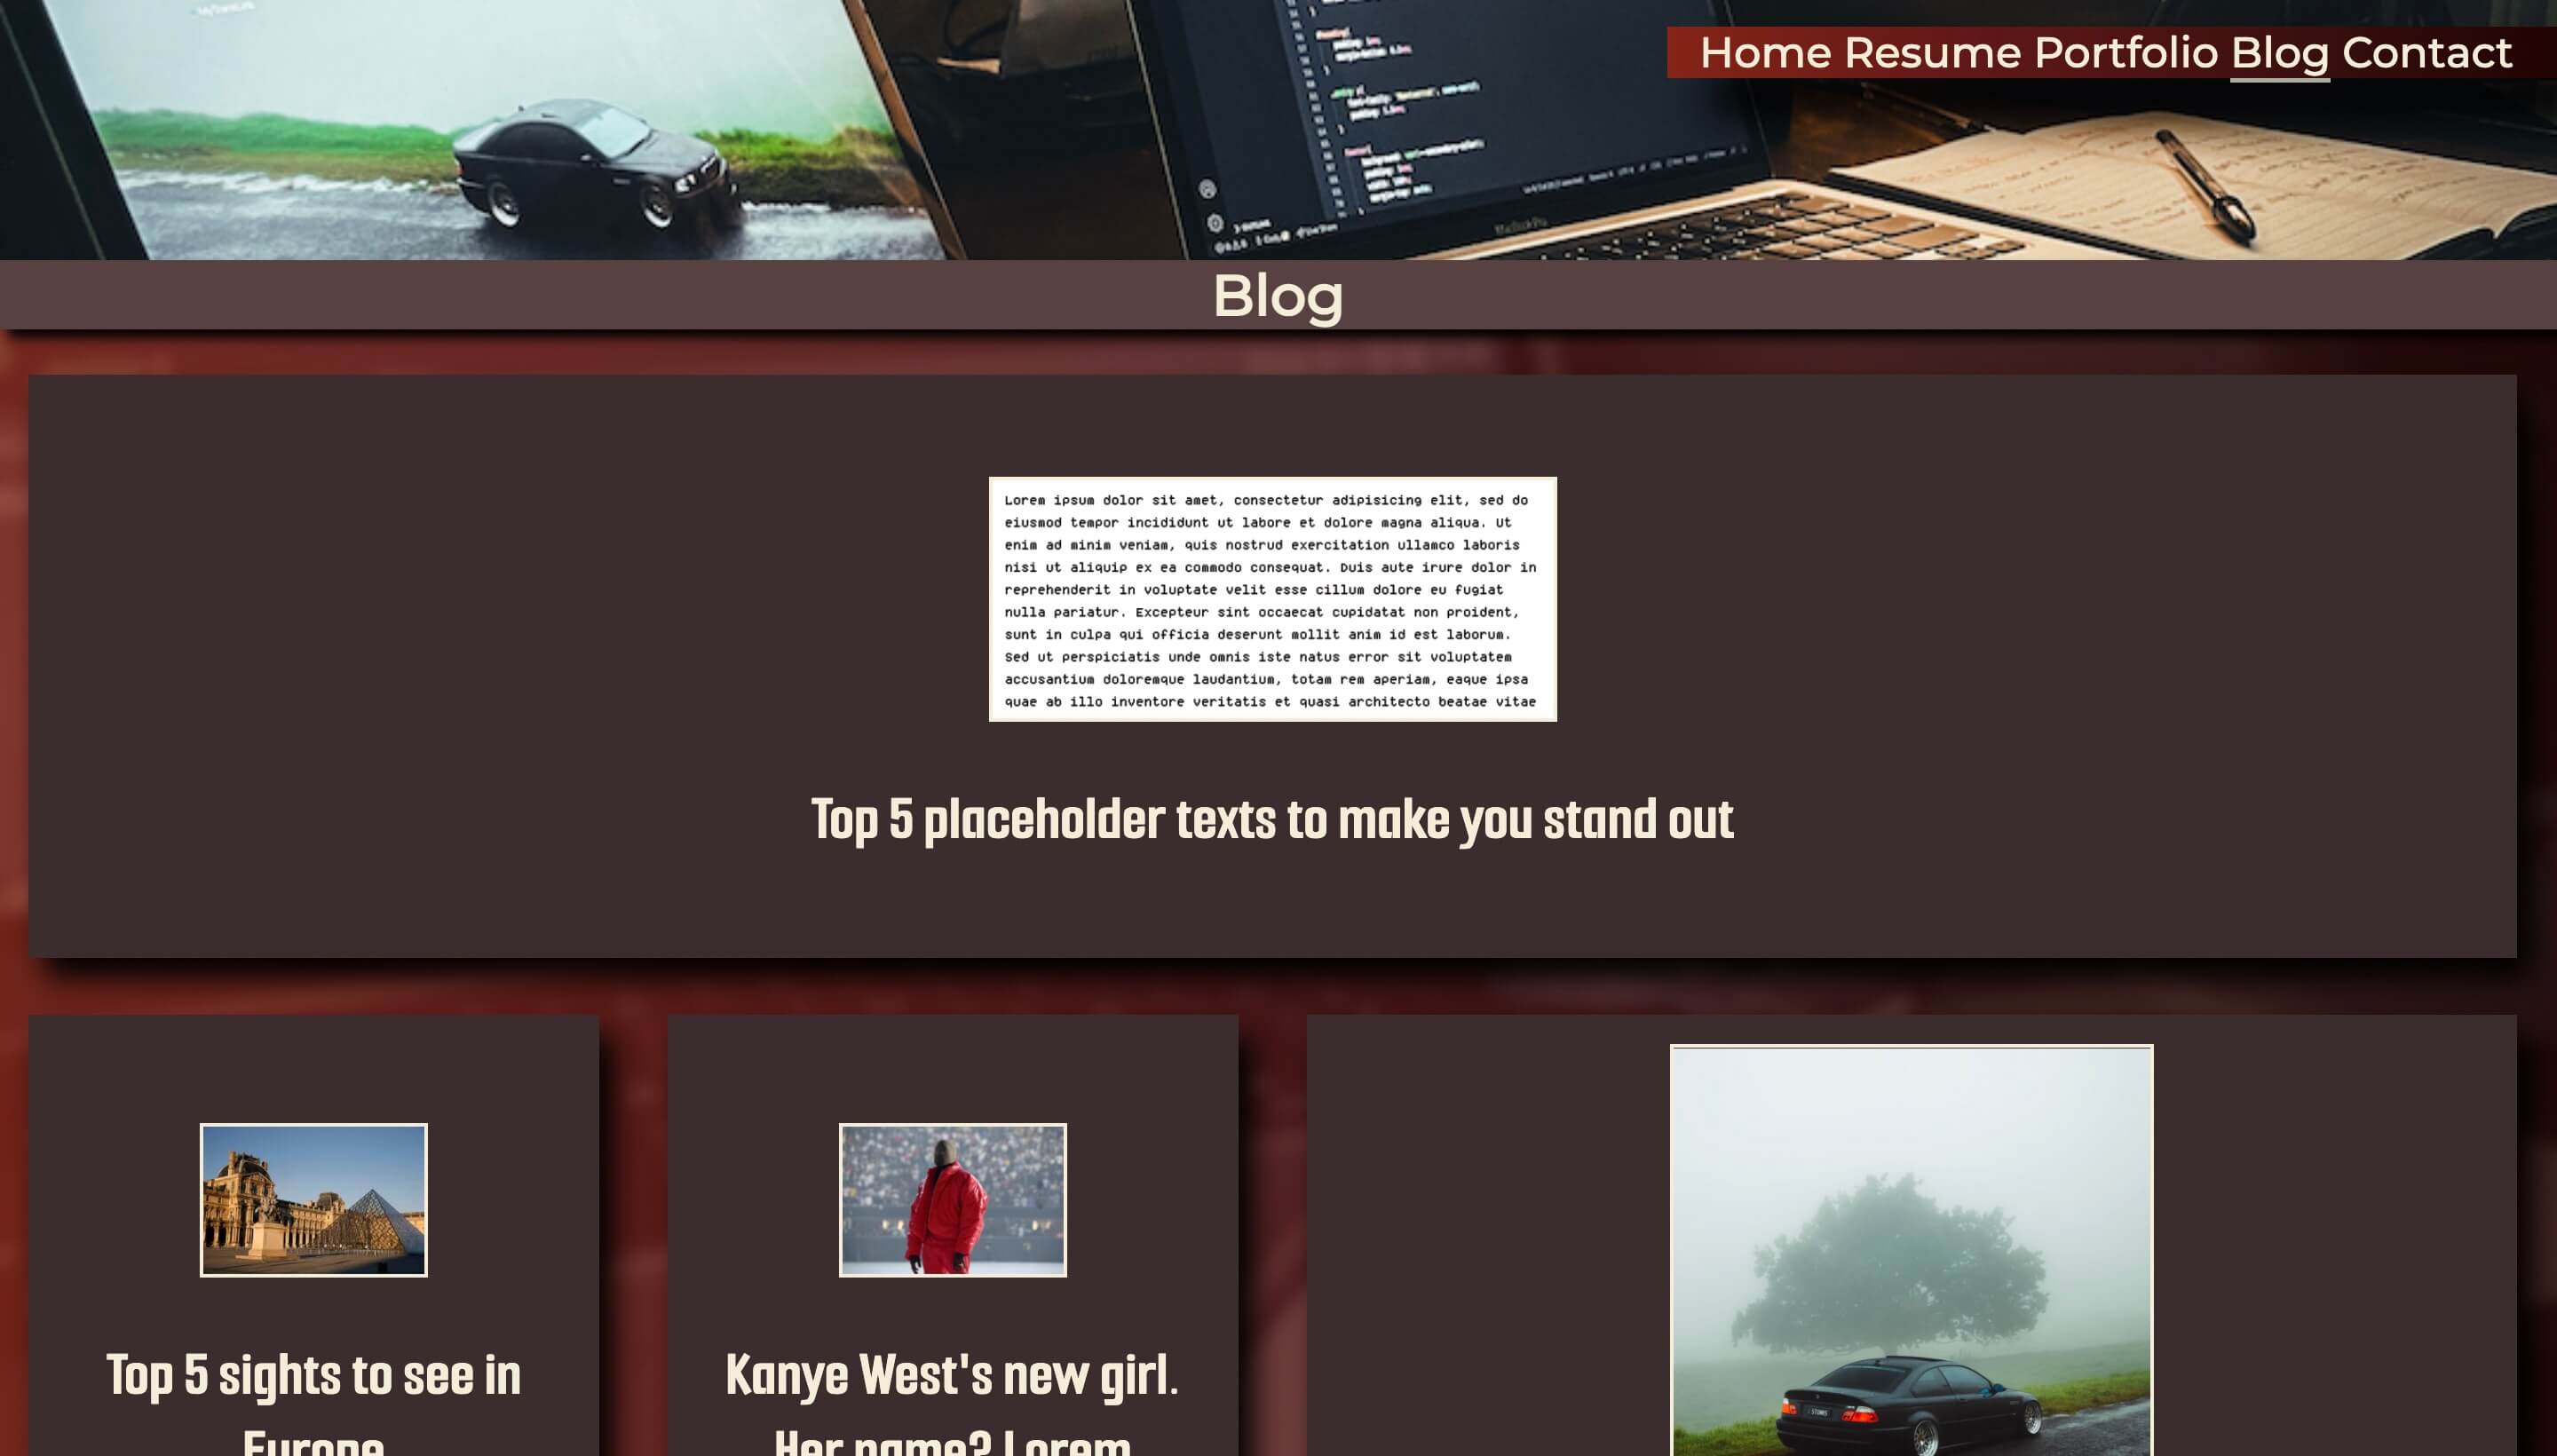 Home Resume Portfolio Blog Contact
Blog
Lorem ipsum dolor sit amet, consectetur adipisicing elit, sed do
eiusmod tempor incididunt ut labore et dolore magna aliqua. Ut
enim ad minim veniam, quis nostrud exercitation ullamco laboris
nisi ut aliquip ex ea commodo consequat. Duis aute irure dolor in
reprehenderit in voluptate velit esse cillum dolore eu fugiat
nulla pariatur. Excepteur sint occaecat cupidatat non proident,
sunt in culpa qui officia deserunt mollit anim id est laborum.
Sed ut perspiciatis unde omnis iste natus error sit voluptatem
accusantium doloremque laudantium, totam rem aperiam, eaque ipsa
quae ab illo inventore veritatis et quasi architecto beatae vitae
Top 5 placeholder texts to make you stand out
Top 5 sights to see in
Europe
Kanye West's new girl.
Her name? Lorem